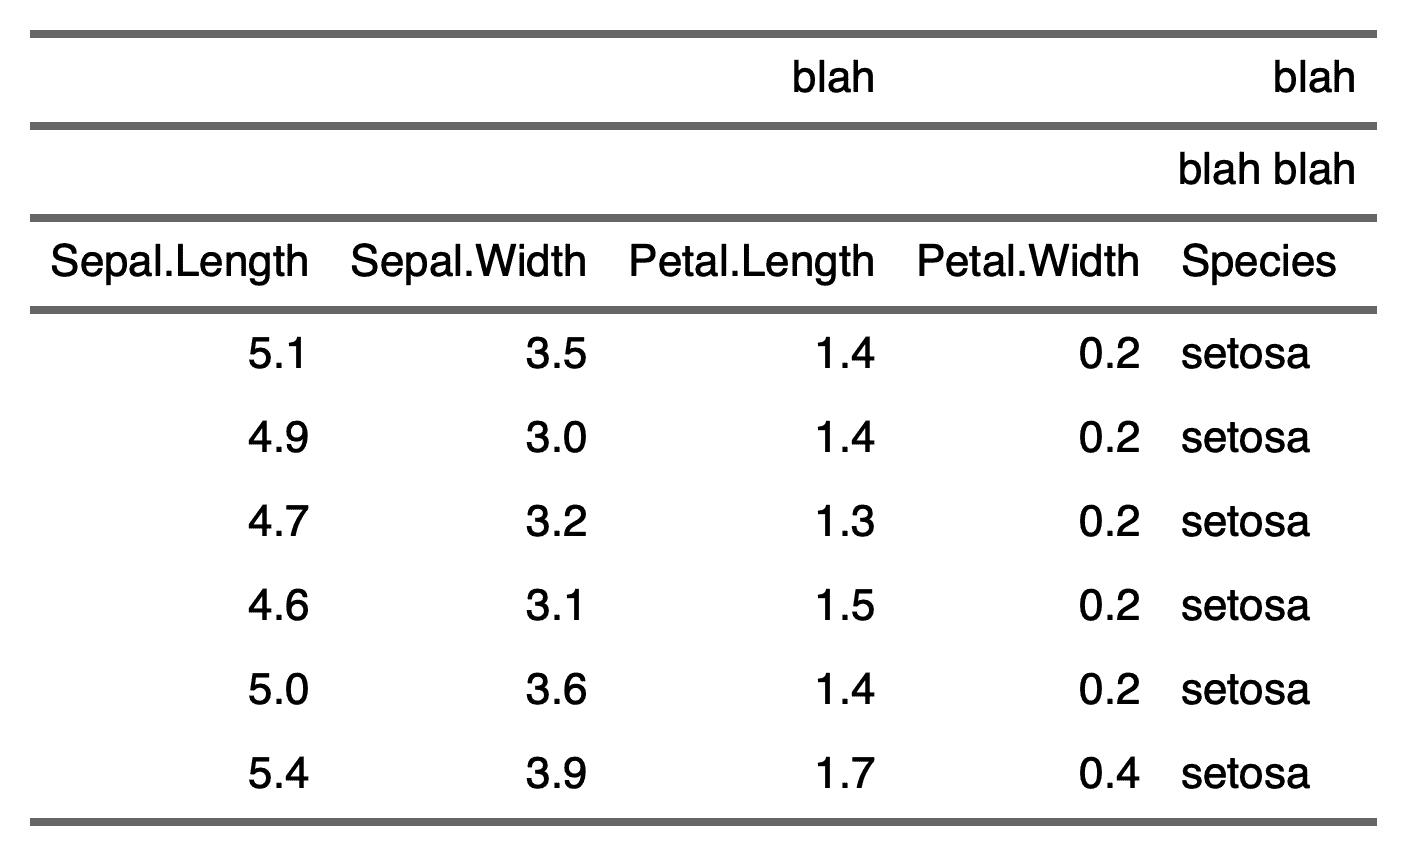 blah blah
blah blah
Sepal.Length Sepal.Width Petal.Length Petal.Width Species
5.1 3.5 1.4 0.2 setosa
4.9 3.0 1.4 0.2 setosa
4.7 3.2 1.3 0.2 setosa
4.6 3.1 1.5 0.2 setosa
5.0 3.6 1.4 0.2 setosa
5.4 3.9 1.7 0.4 setosa